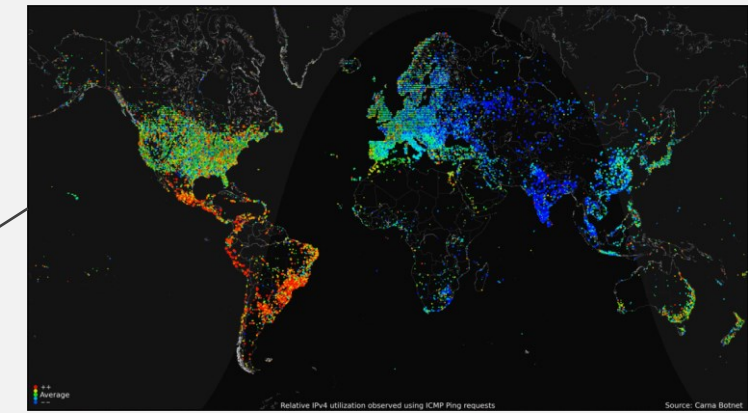 ++
Average
--
Relative IPv4 utilization observed using ICMP Ping requests
Source: Carna Botnet